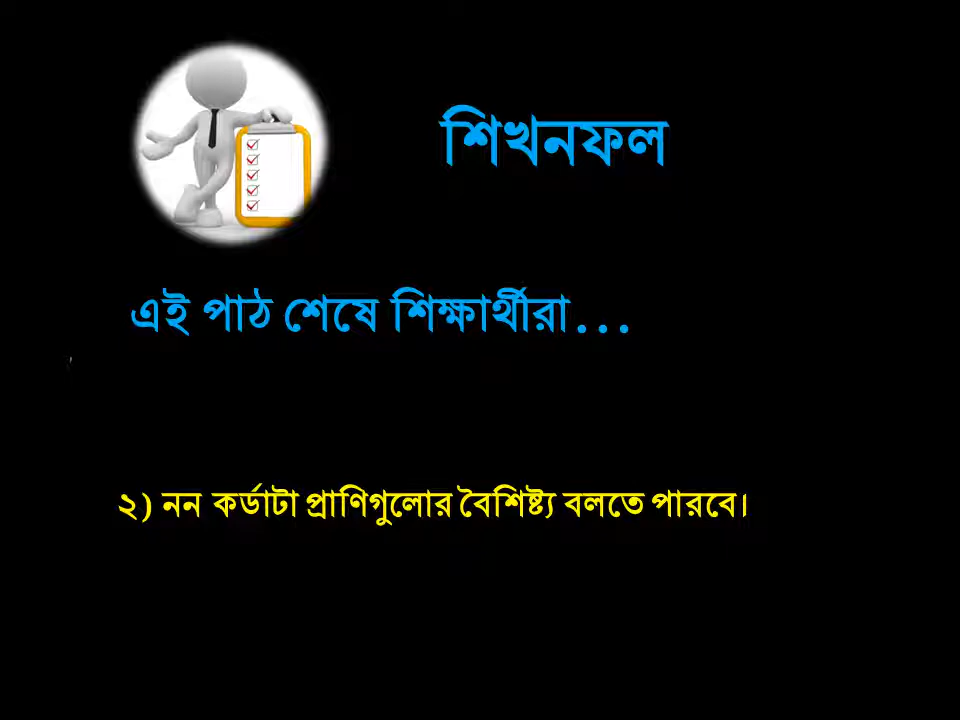 শিখনফল
এই পাঠ শেষে শিক্ষার্থীরা...
২) নন কর্ডাটা প্রাণিগুলোর বৈশিষ্ট্য বলতে পারবে।